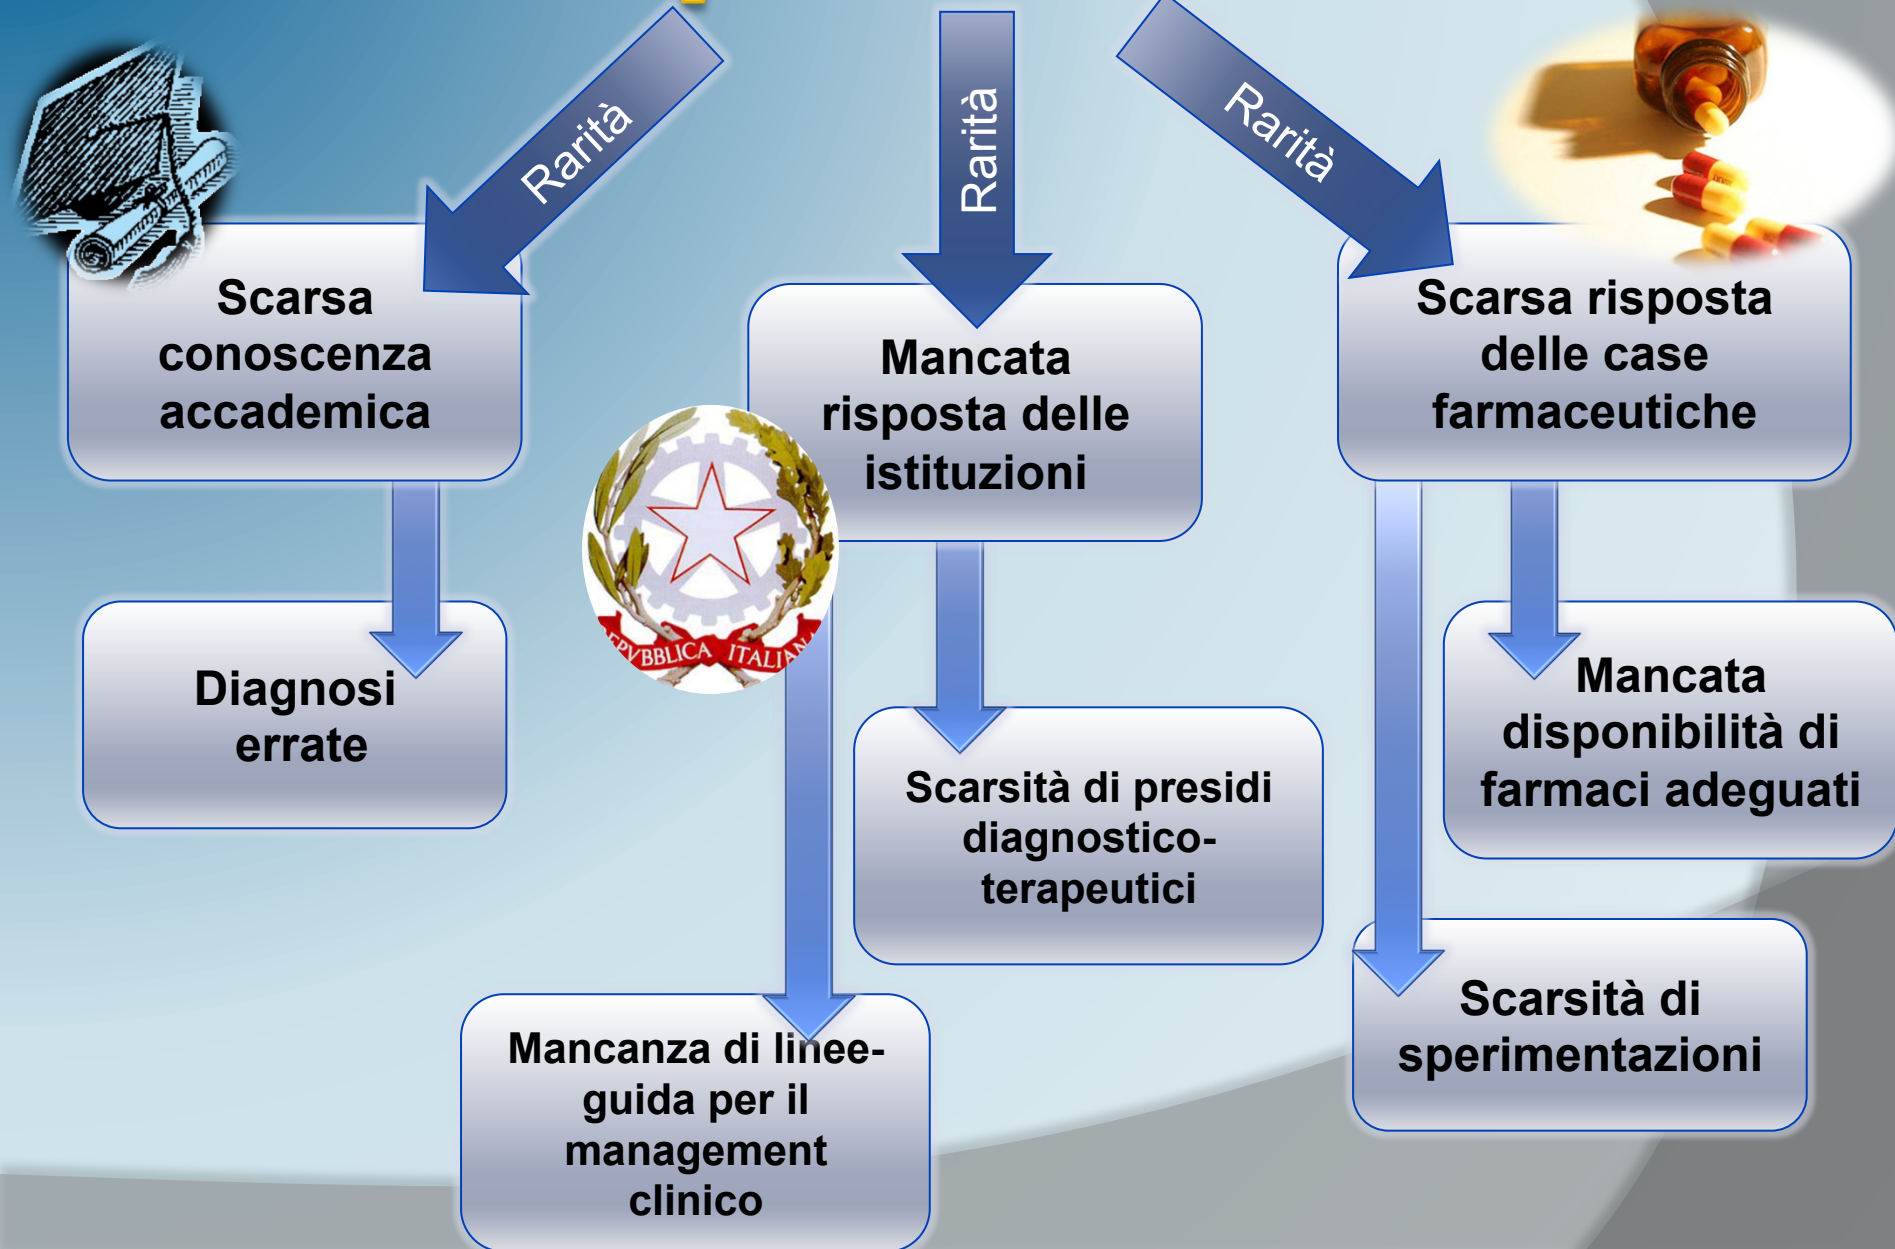 Rarità
Rarità
Rarità
Scarsa
conoscenza
accademica
Mancata
risposta delle
istituzioni
Scarsa risposta
delle case
farmaceutiche
Diagnosi
errate
VBBLICA ITALIANA
Scarsità di presidi
diagnostico-
terapeutici
Mancata
disponibilità di
farmaci adeguati
Mancanza di linee-
guida per il
management
clinico
Scarsità di
sperimentazioni